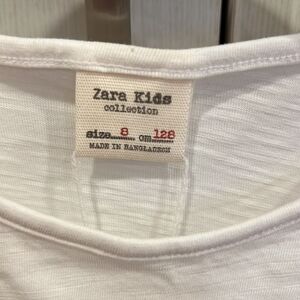 Zara Kids
collection
size 8 cm 128
MADE IN BANGLADESH